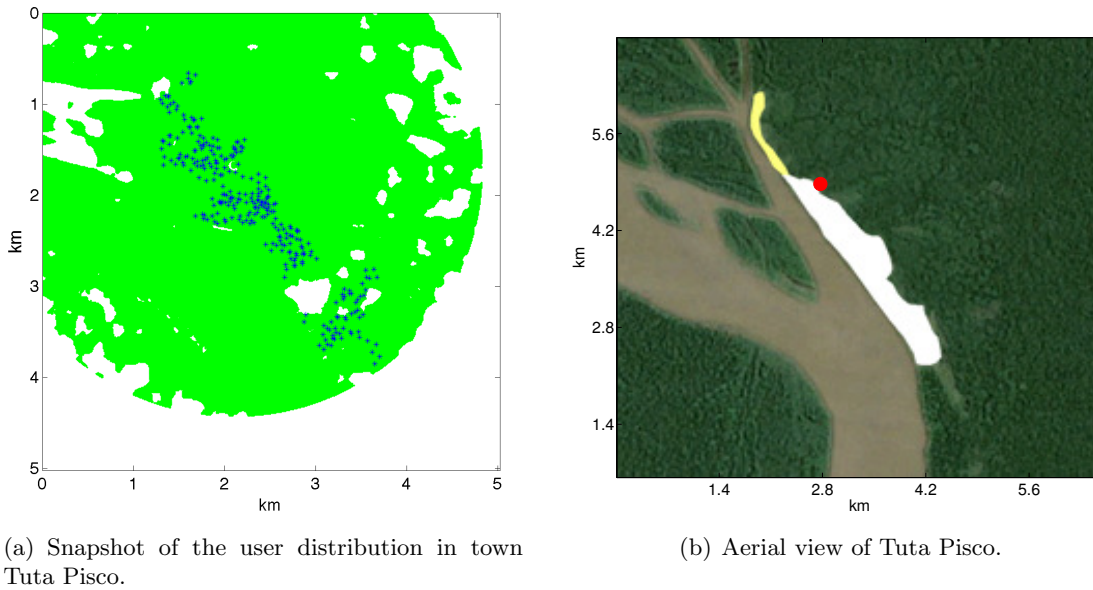 0
1
2
3
4
5
km
0 1 2 3 4 5
km
(a) Snapshot of the user distribution in town
Tuta Pisco.
5.6
4.2
2.8
1.4
km
1.4 2.8 4.2 5.6
km
(b) Aerial view of Tuta Pisco.